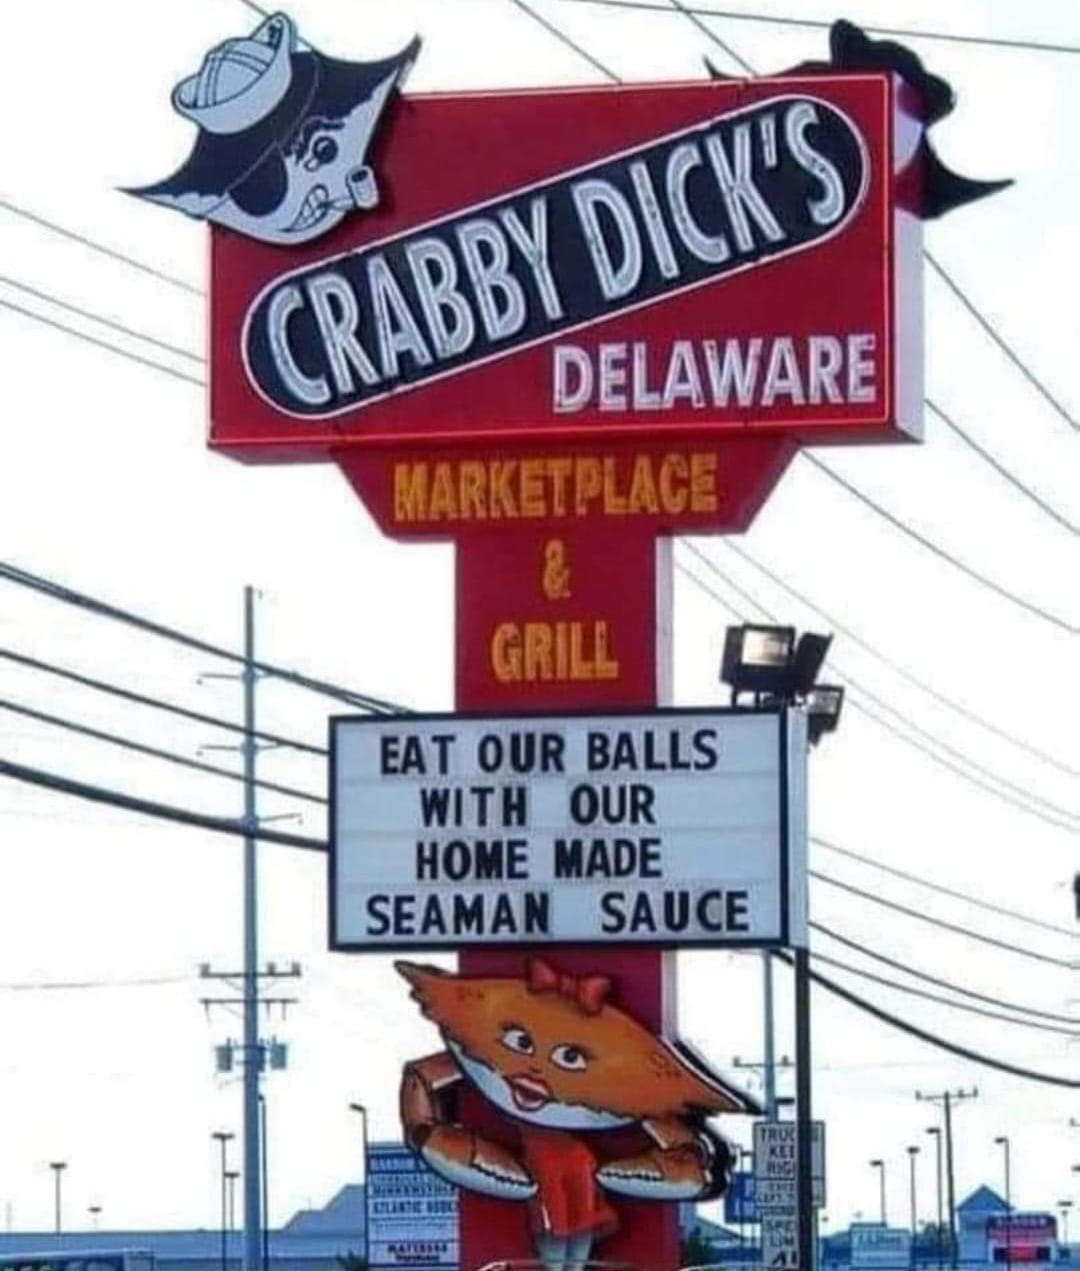 CRABBY DICK'S
DELAWARE
MARKETPLACE
&
GRILL
EAT OUR BALLS
WITH OUR
HOME MADE
SEAMAN SAUCE